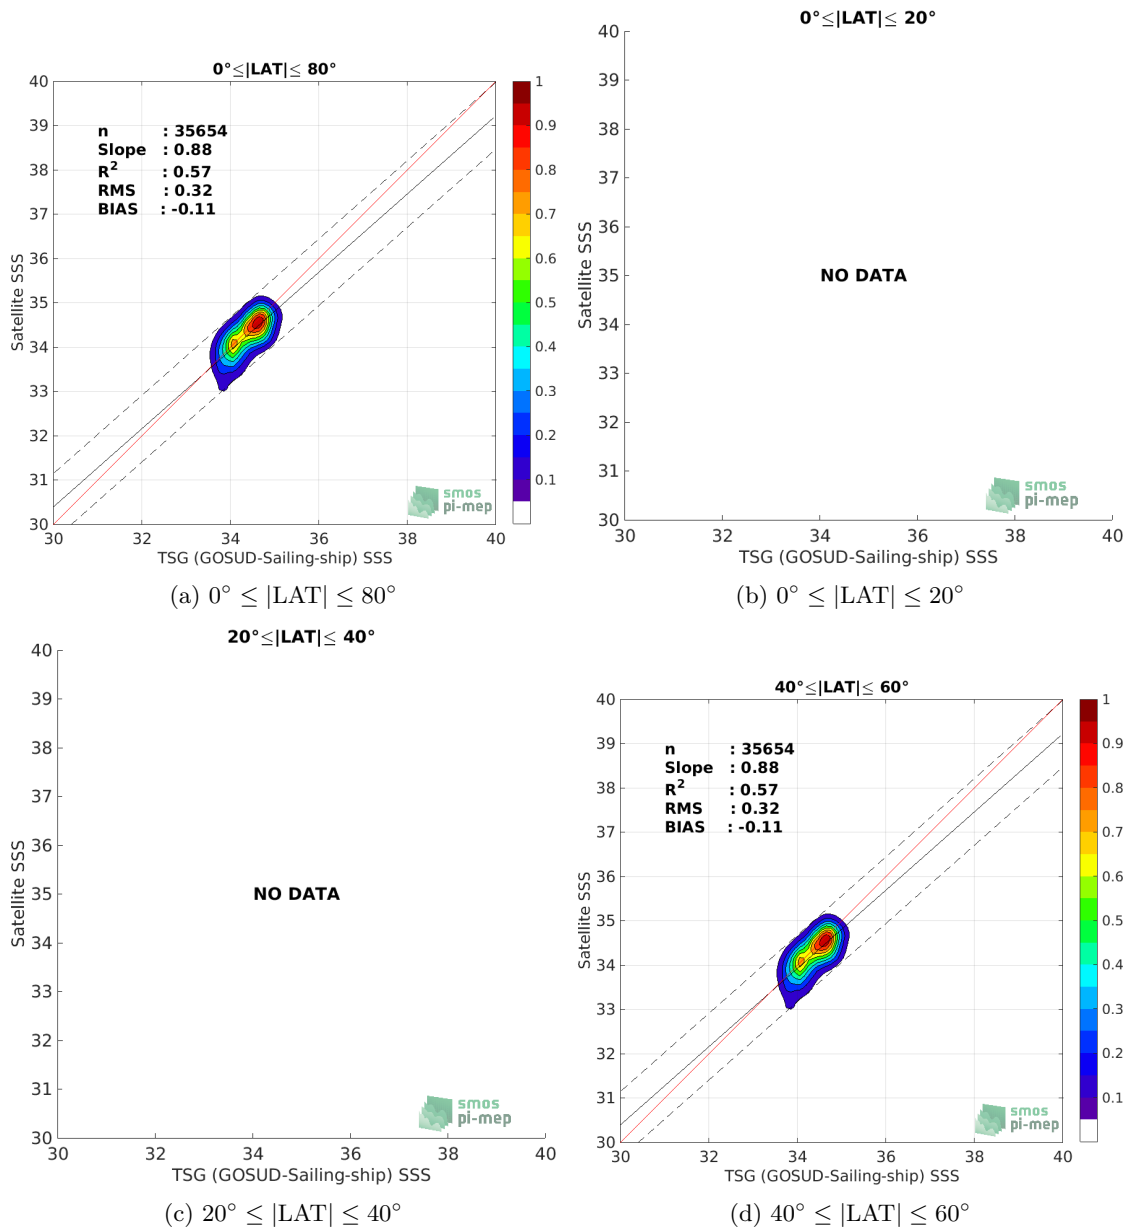 0°≤|LAT|≤ 80°
n : 35654
Slope : 0.88
R² : 0.57
RMS : 0.32
BIAS : -0.11
40
39
38
37
36
35
34
33
32
31
30
30 32 34 36 38 40
Satellite SSS
TSG (GOSUD-Sailing-ship) SSS
1
0.9
0.8
0.7
0.6
0.5
0.4
0.3
0.2
0.1
smos
pi-mep
(a) 0° ≤ |LAT| ≤ 80°
0°≤|LAT|≤ 20°
40
39
38
37
36
35
34
33
32
31
30
30 32 34 36 38 40
Satellite SSS
NO DATA
TSG (GOSUD-Sailing-ship) SSS
smos
pi-mep
(b) 0° ≤ |LAT| ≤ 20°
20°≤|LAT|≤ 40°
40
39
38
37
36
35
34
33
32
31
30
30 32 34 36 38 40
Satellite SSS
NO DATA
TSG (GOSUD-Sailing-ship) SSS
smos
pi-mep
(c) 20° ≤ |LAT| ≤ 40°
40°≤|LAT|≤ 60°
n : 35654
Slope : 0.88
R² : 0.57
RMS : 0.32
BIAS : -0.11
40
39
38
37
36
35
34
33
32
31
30
30 32 34 36 38 40
Satellite SSS
TSG (GOSUD-Sailing-ship) SSS
1
0.9
0.8
0.7
0.6
0.5
0.4
0.3
0.2
0.1
smos
pi-mep
(d) 40° ≤ |LAT| ≤ 60°